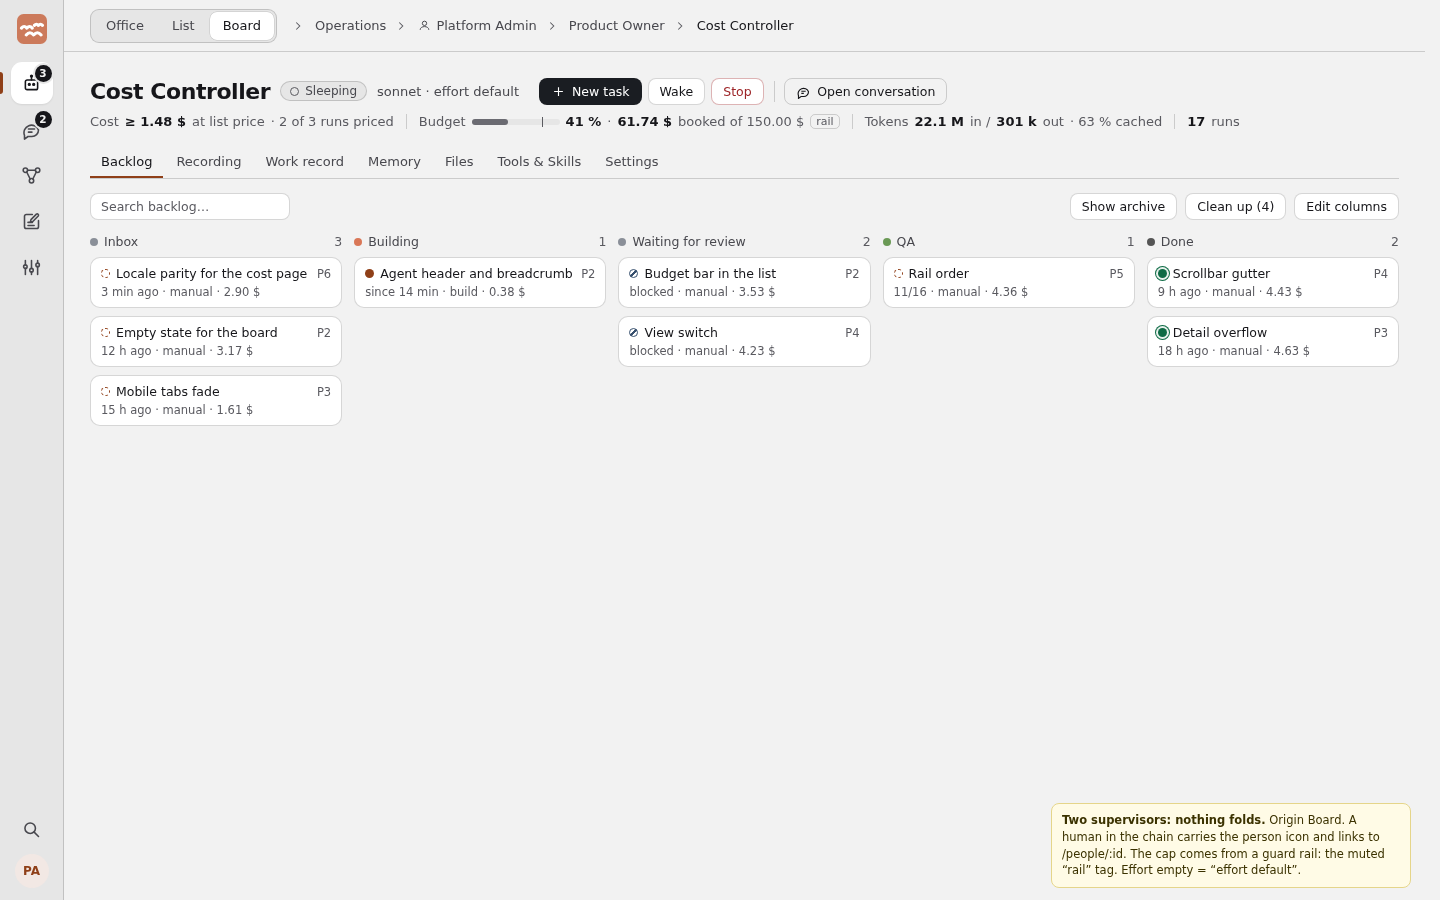 Office List Board Operations Platform Admin Product Owner Cost Controller
3
2
PA
Cost Controller Sleeping sonnet · effort default New task Wake Stop Open conversation
Cost ≥ 1.48 $ at list price · 2 of 3 runs priced Budget 41 % · 61.74 $ booked of 150.00 $ rail Tokens 22.1 M in / 301 k out · 63 % cached 17 runs
Backlog Recording Work record Memory Files Tools & Skills Settings
Search backlog... Show archive Clean up (4) Edit columns
Inbox 3
Locale parity for the cost page P6
3 min ago · manual · 2.90 $
Empty state for the board P2
12 h ago · manual · 3.17 $
Mobile tabs fade P3
15 h ago · manual · 1.61 $
Building 1
Agent header and breadcrumb P2
since 14 min · build · 0.38 $
Waiting for review 2
Budget bar in the list P2
blocked · manual · 3.53 $
View switch P4
blocked · manual · 4.23 $
QA 1
Rail order P5
11/16 · manual · 4.36 $
Done 2
Scrollbar gutter P4
9 h ago · manual · 4.43 $
Detail overflow P3
18 h ago · manual · 4.63 $
Two supervisors: nothing folds. Origin Board. A
human in the chain carries the person icon and links to
/people/:id. The cap comes from a guard rail: the muted
“rail” tag. Effort empty = “effort default”.